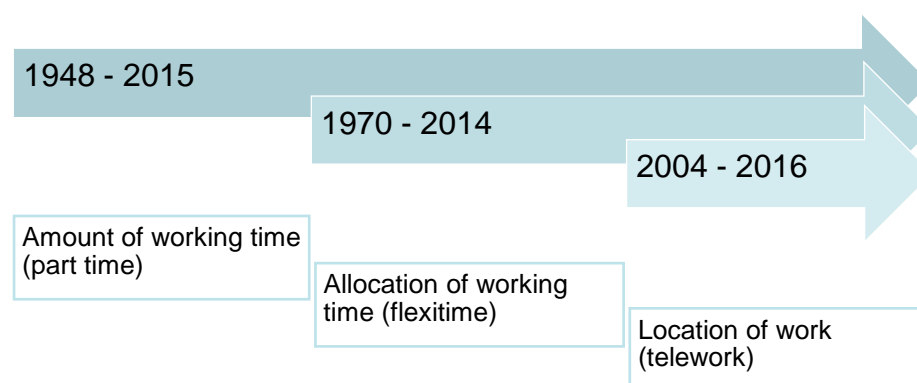 1948 - 2015
1970 - 2014
2004 - 2016
Amount of working time
(part time)
Allocation of working
time (flexitime)
Location of work
(telework)